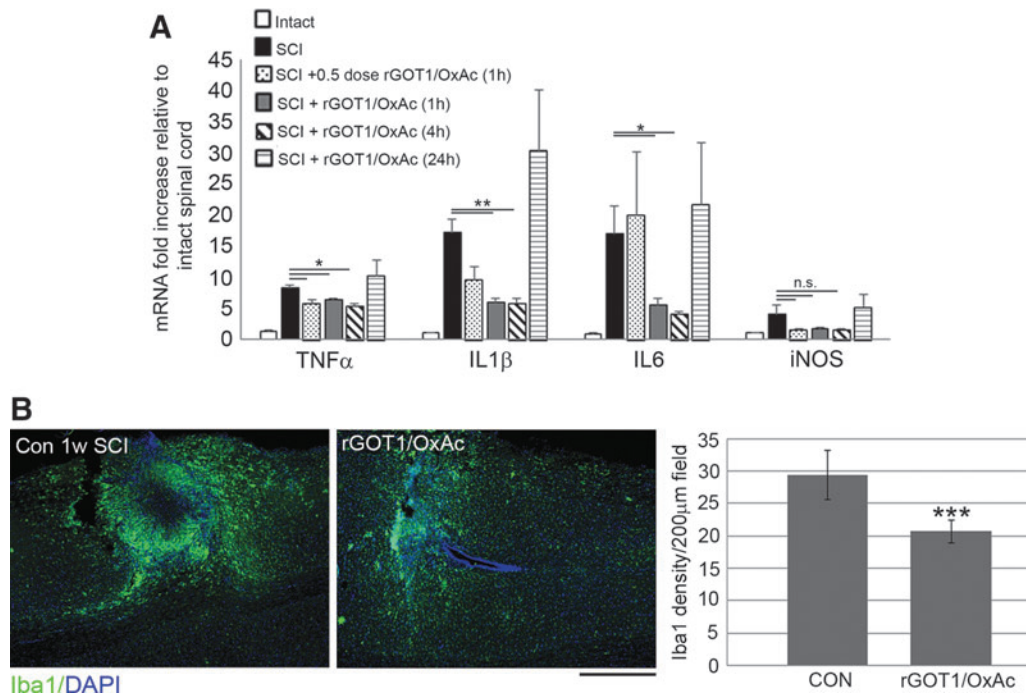 A
Intact
SCI
SCI +0.5 dose rGOT1/OxAc (1h)
SCI + rGOT1/OxAc (1h)
SCI + rGOT1/OxAc (4h)
SCI + rGOT1/OxAc (24h)
mRNA fold increase relative to
intact spinal cord
45
40
35
30
25
20
15
10
5
0
*
**
*
n.s.
TNFα
IL1β
IL6
iNOS
B
Con 1w SCI
rGOT1/OxAc
Iba1/DAPI
Iba1 density/200µm field
35
30
25
20
15
10
5
0
***
CON
rGOT1/OxAc